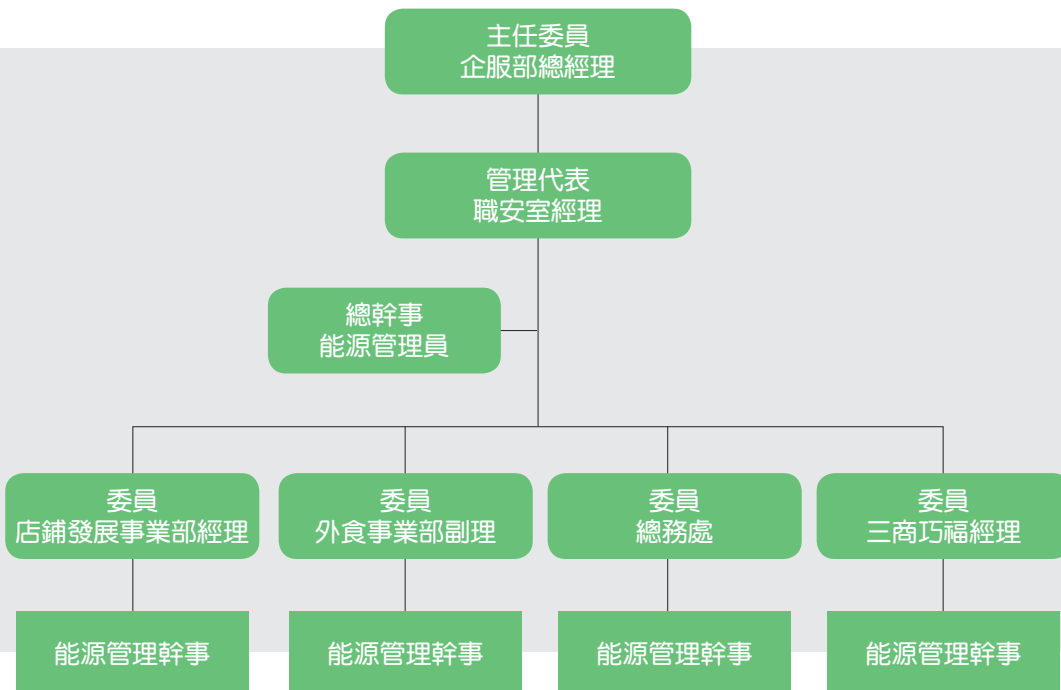 主任委員
企服部總經理
管理代表
職安室經理
總幹事
能源管理員
委員
店鋪發展事業部經理
委員
外食事業部副理
委員
總務處
委員
三商巧福經理
能源管理幹事
能源管理幹事
能源管理幹事
能源管理幹事